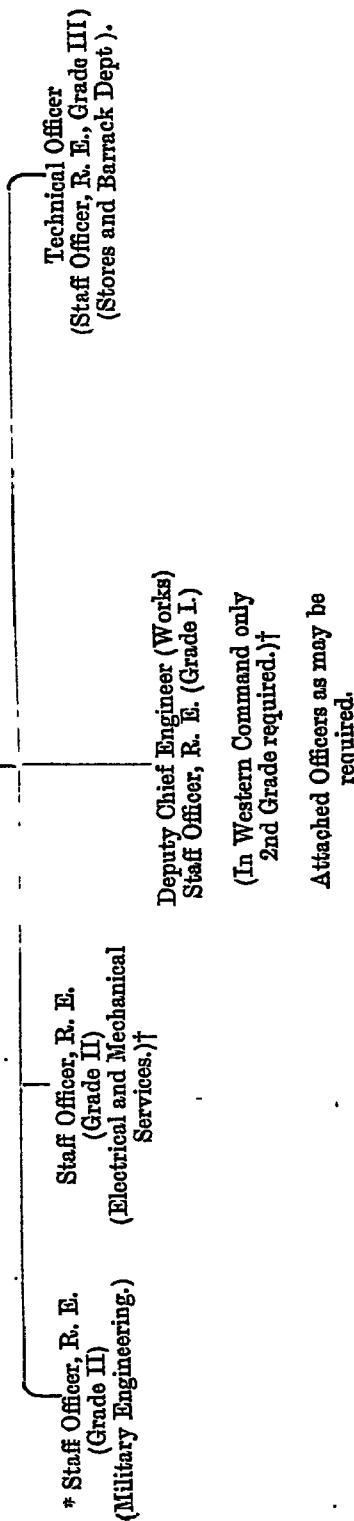 * Staff Officer, R. E.
(Grade II)
(Military Engineering.)
Staff Officer, R. E.
(Grade II)
(Electrical and Mechanical
Services.)†
Deputy Chief Engineer (Works)
Staff Officer, R. E. (Grade I.)
(In Western Command only
2nd Grade required.)†
Attached Officers as may be
required.
Technical Officer
(Staff Officer, R. E., Grade III)
(Stores and Barrack Dept ).